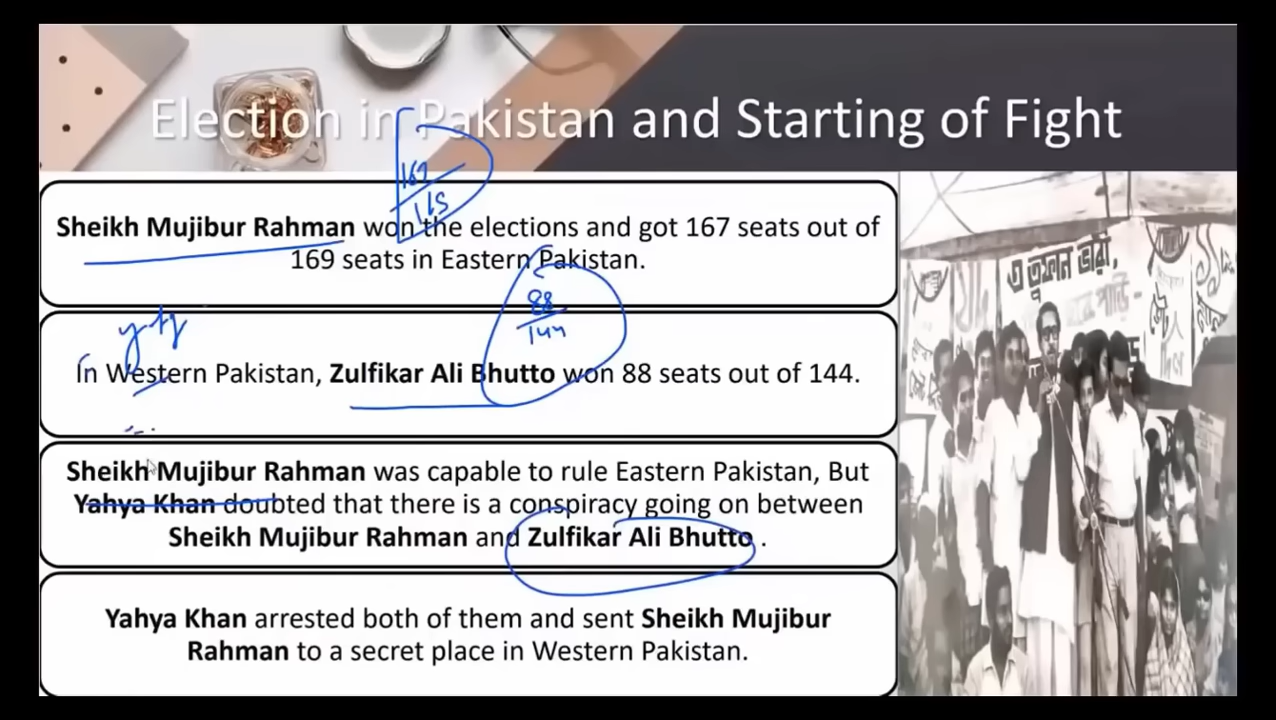 Election in Pakistan and Starting of Fight
Sheikh Mujibur Rahman won the elections and got 167 seats out of
169 seats in Eastern Pakistan.
88
144
In Western Pakistan, Zulfikar Ali Bhutto won 88 seats out of 144.
Sheikh Mujibur Rahman was capable to rule Eastern Pakistan, But
Yahya Khan doubted that there is a conspiracy going on between
Sheikh Mujibur Rahman and Zulfikar Ali Bhutto .
Yahya Khan arrested both of them and sent Sheikh Mujibur
Rahman to a secret place in Western Pakistan.
এ তুফান ভারী,